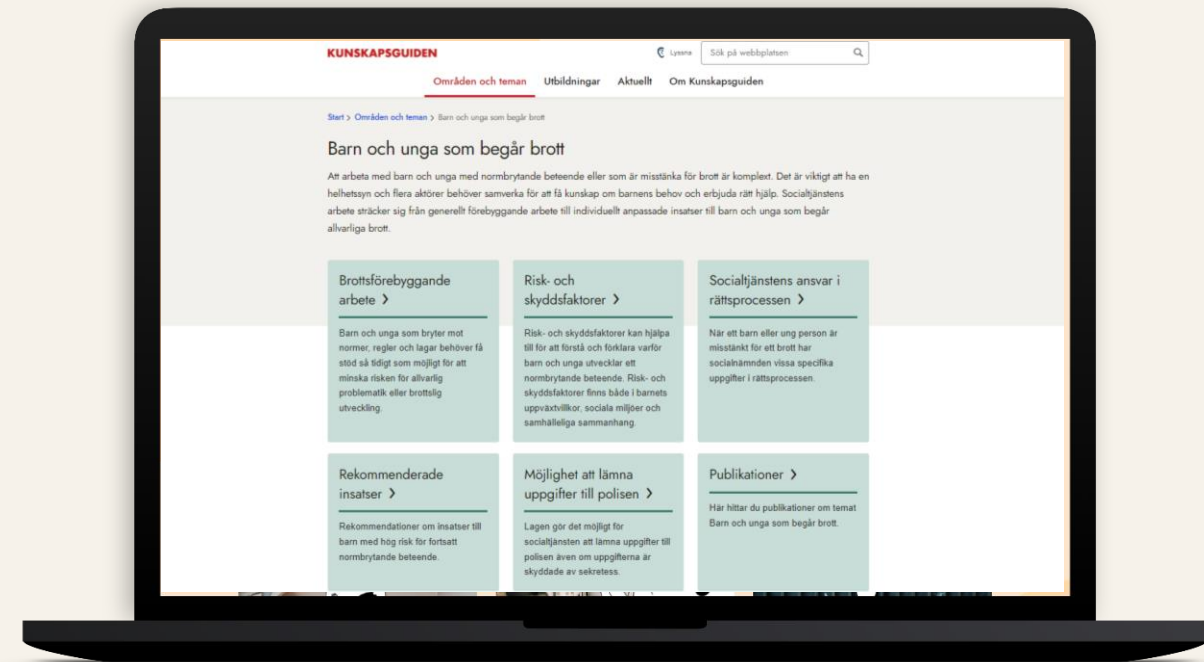 KUNSKAPSGUIDEN
Lyssna
Sök på webbplatsen
Områden och teman
Utbildningar
Aktuellt
Om Kunskapsguiden
Start > Områden och teman > Barn och unga som begår brott
Barn och unga som begår brott
Att arbeta med barn och unga med normbrytande beteende eller som är misstänka för brott är komplext. Det är viktigt att ha en
helhetssyn och flera aktörer behöver samverka för att få kunskap om barnens behov och erbjuda rätt hjälp. Socialtjänstens
arbete sträcker sig från generellt förebyggande arbete till individuellt anpassade insatser till barn och unga som begår
allvarliga brott.
Brottsförebyggande
arbete >
Barn och unga som bryter mot
normer, regler och lagar behöver få
stöd så tidigt som möjligt för att
minska risken för allvarlig
problematik eller brottslig
utveckling.
Risk- och
skyddsfaktorer >
Risk- och skyddsfaktorer kan hjälpa
till för att förstå och förklara varför
barn och unga utvecklar ett
normbrytande beteende. Risk- och
skyddsfaktorer finns både i barnets
uppväxtvillkor, sociala miljöer och
samhälleliga sammanhang.
Socialtjänstens ansvar i
rättsprocessen >
När ett barn eller ung person är
misstänkt för ett brott har
socialnämnden vissa specifika
uppgifter i rättsprocessen.
Rekommenderade
insatser >
Rekommendationer om insatser till
barn med hög risk för fortsatt
normbrytande beteende.
Möjlighet att lämna
uppgifter till polisen >
Lagen gör det möjligt för
socialtjänsten att lämna uppgifter till
polisen även om uppgifterna är
skyddade av sekretess.
Publikationer >
Här hittar du publikationer om temat
Barn och unga som begår brott.